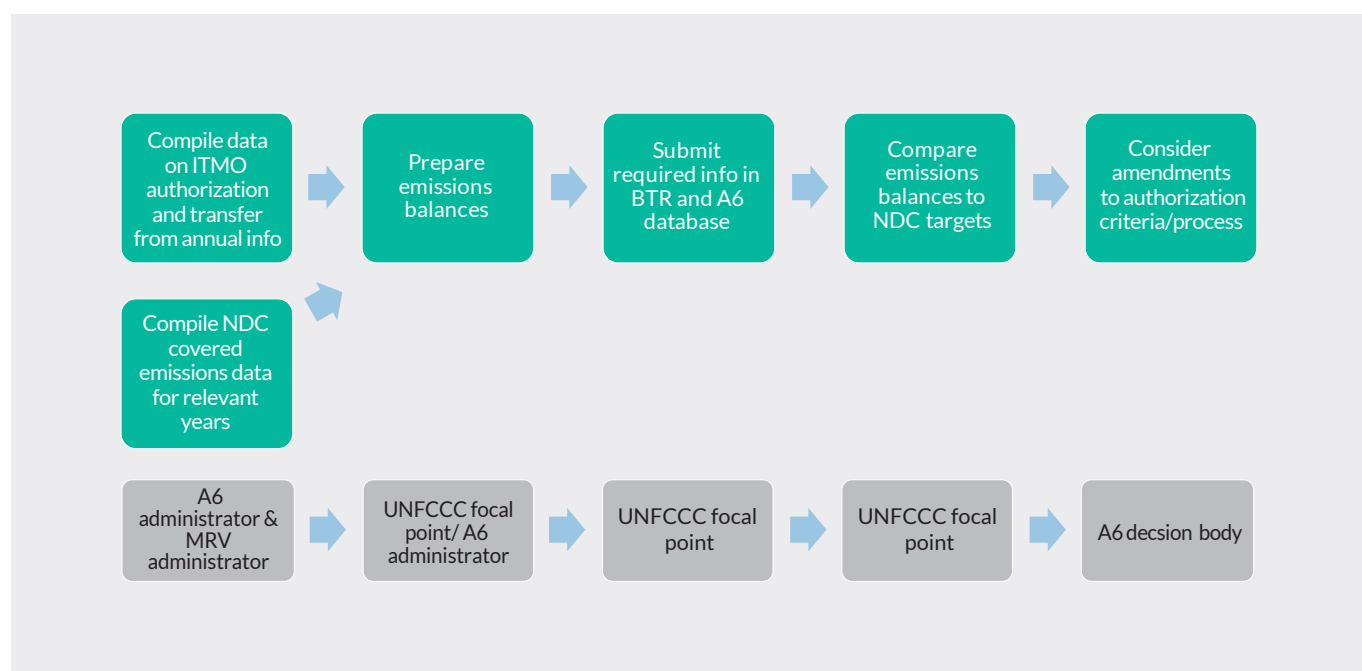 Compile data
on ITMO
authorization
and transfer
from annual info
Prepare
emissions
balances
Submit
required info in
BTR and A6
database
Compare
emissions
balances to
NDC targets
Consider
amendments
to authorization
criteria/process
Compile NDC
covered
emissions data
for relevant
years
A6
administrator &
MRV
administrator
UNFCCC focal
point/ A6
administrator
UNFCCC focal
point
UNFCCC focal
point
A6 decsion body